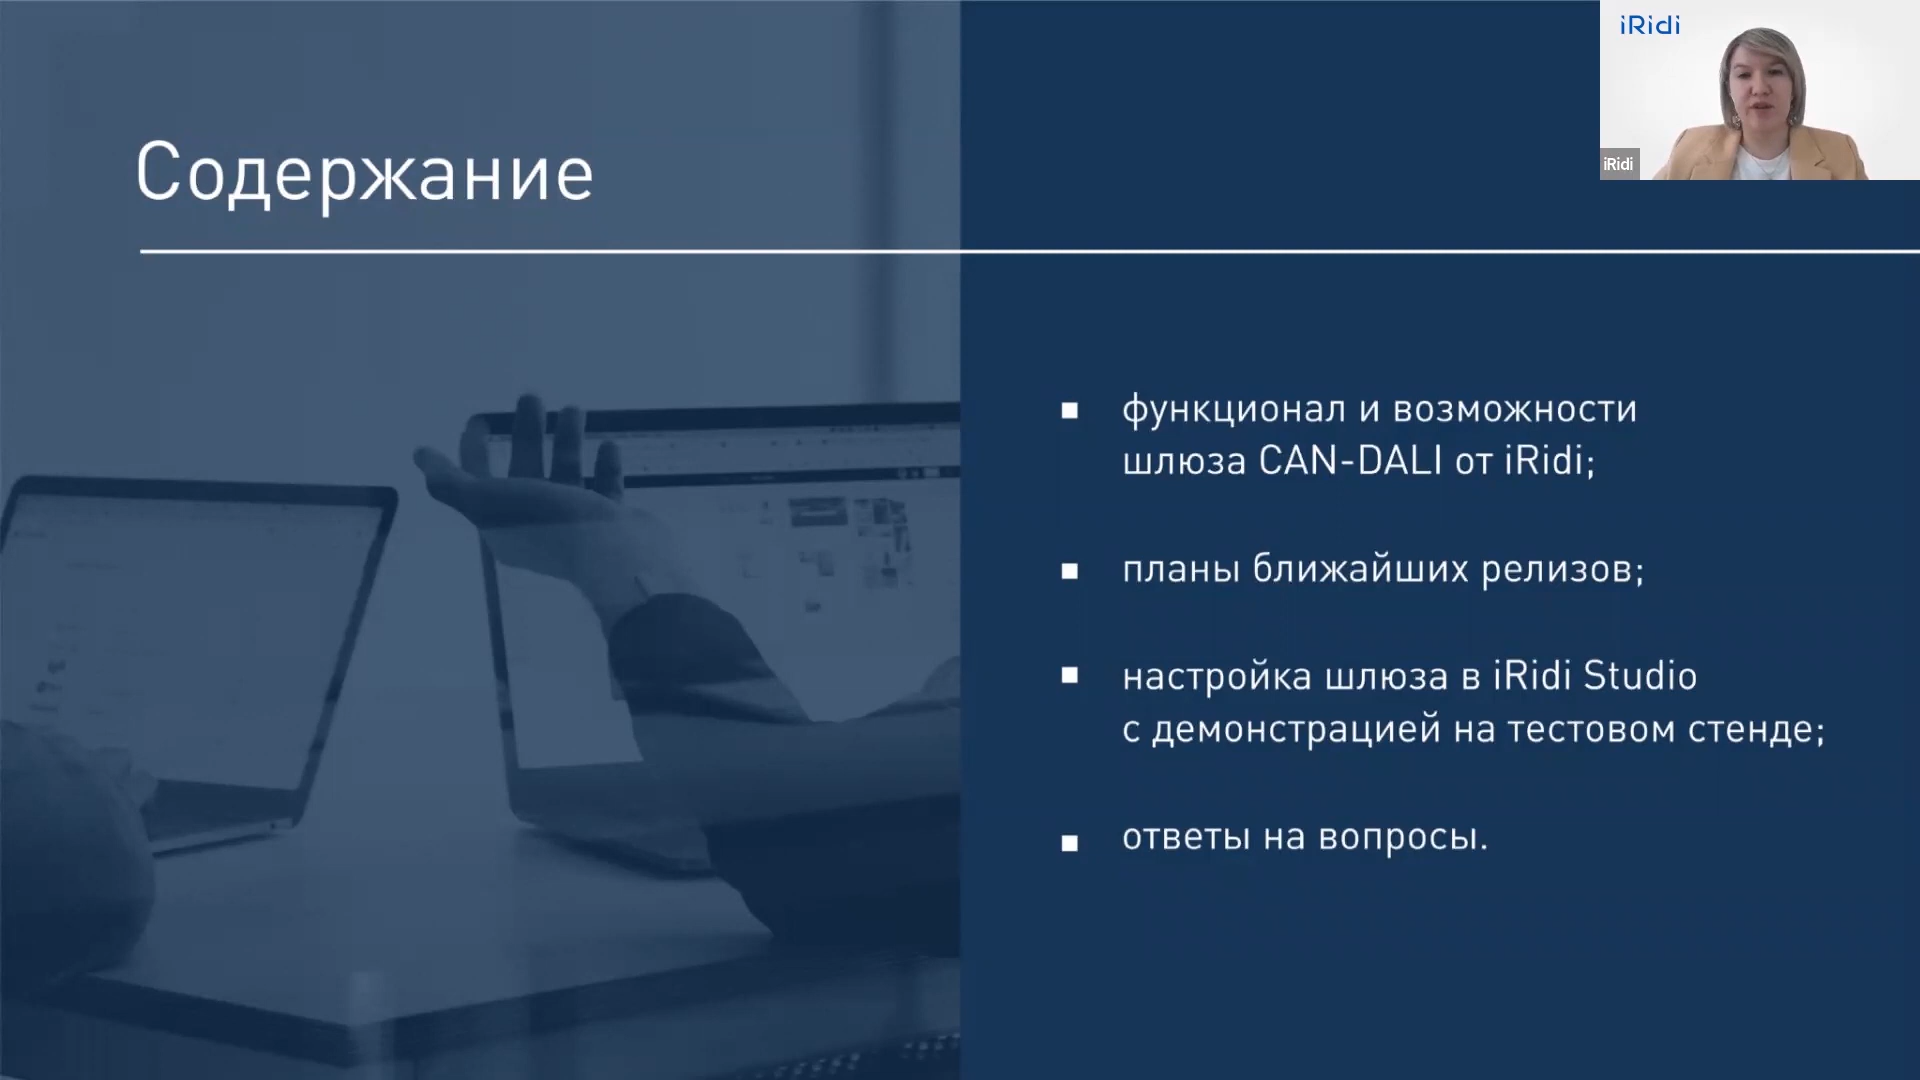 iRidi
iRidi
Содержание
функционал и возможности
шлюза CAN-DALI от iRidi;
планы ближайших релизов;
настройка шлюза в iRidi Studio
с демонстрацией на тестовом стенде;
ответы на вопросы.